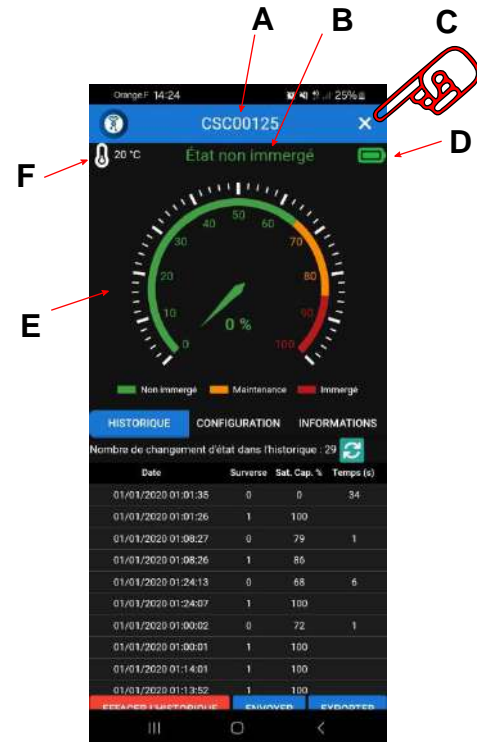 A B C
Orange F 14:24 25%
CSC00125 ×
F 20 °C État non immergé D
0 10 20 30 40 50 60 70 80 90 100
E
0 %
Non immergé Maintenance Immergé
HISTORIQUE CONFIGURATION INFORMATIONS
Nombre de changement d'état dans l'historique : 29
Date Surverse Sat. Cap. % Temps (s)
01/01/2020 01:01:35 0 0 34
01/01/2020 01:01:26 1 100
01/01/2020 01:08:27 0 79 1
01/01/2020 01:08:26 1 86
01/01/2020 01:24:13 0 68 6
01/01/2020 01:24:07 1 100
01/01/2020 01:00:02 0 72 1
01/01/2020 01:00:01 1 100
01/01/2020 01:14:01 1 100
01/01/2020 01:13:52 1 100
EFFACER L'HISTORIQUE ENVOYER EXPORTER